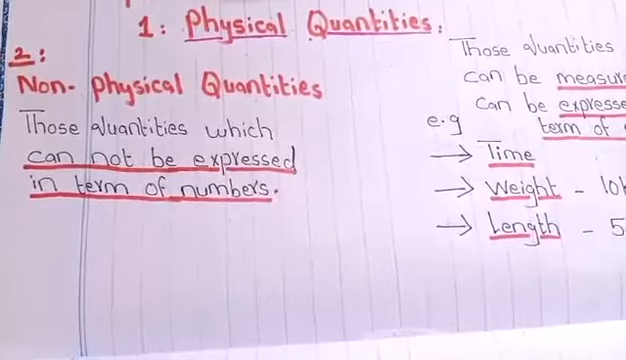 1: Physical Quantities.
2:
Non-Physical Quantities
Those Quantities which
can not be expressed
in term of numbers.
Those Quantities
can be
can be
e.g
term of
→ Time
→ Weight -
→ Length - 5